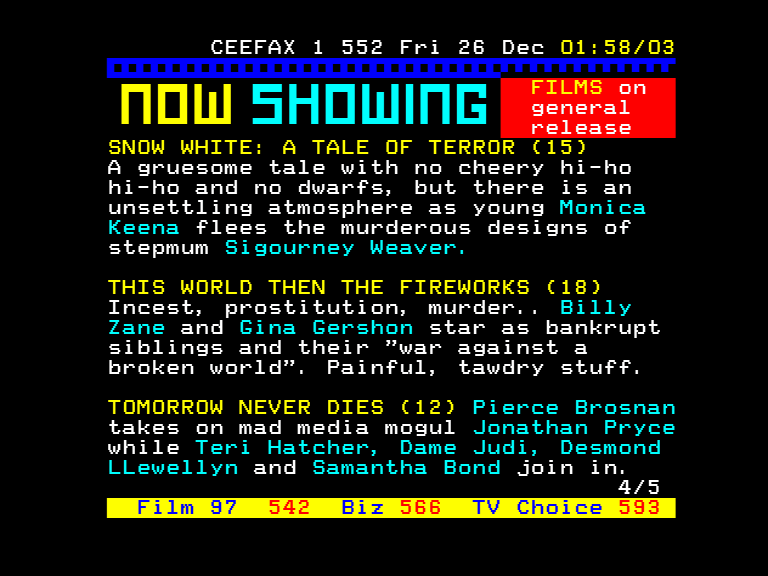 CEEFAX 1 552 Fri 26 Dec 01:58/03
NOW SHOWING
FILMS on
general
release
SNOW WHITE: A TALE OF TERROR (15)
A gruesome tale with no cheery hi-ho
hi-ho and no dwarfs, but there is an
unsettling atmosphere as young Monica
Keena flees the murderous designs of
stepmum Sigourney Weaver.
THIS WORLD THEN THE FIREWORKS (18)
Incest, prostitution, murder.. Billy
Zane and Gina Gershon star as bankrupt
siblings and their "war against a
broken world". Painful, tawdry stuff.
TOMORROW NEVER DIES (12) Pierce Brosnan
takes on mad media mogul Jonathan Pryce
while Teri Hatcher, Dame Judi, Desmond
LLewellyn and Samantha Bond join in.
4/5
Film 97 542 Biz 566 TV Choice 593